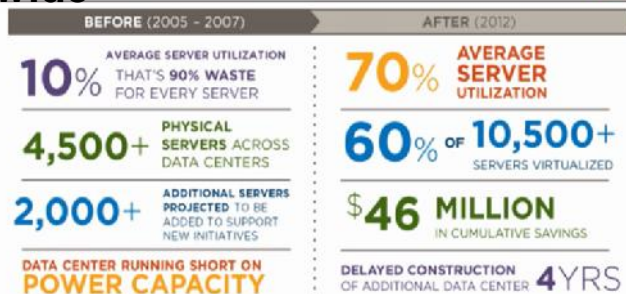 BEFORE (2005 - 2007)
10% AVERAGE SERVER UTILIZATION
THAT'S 90% WASTE
FOR EVERY SERVER
4,500+ PHYSICAL
SERVERS ACROSS
DATA CENTERS
2,000+ ADDITIONAL SERVERS
PROJECTED TO BE
ADDED TO SUPPORT
NEW INITIATIVES
DATA CENTER RUNNING SHORT ON
POWER CAPACITY
AFTER (2012)
70% AVERAGE
SERVER
UTILIZATION
60% OF 10,500+
SERVERS VIRTUALIZED
$46 MILLION
IN CUMULATIVE SAVINGS
DELAYED CONSTRUCTION
OF ADDITIONAL DATA CENTER 4 YRS